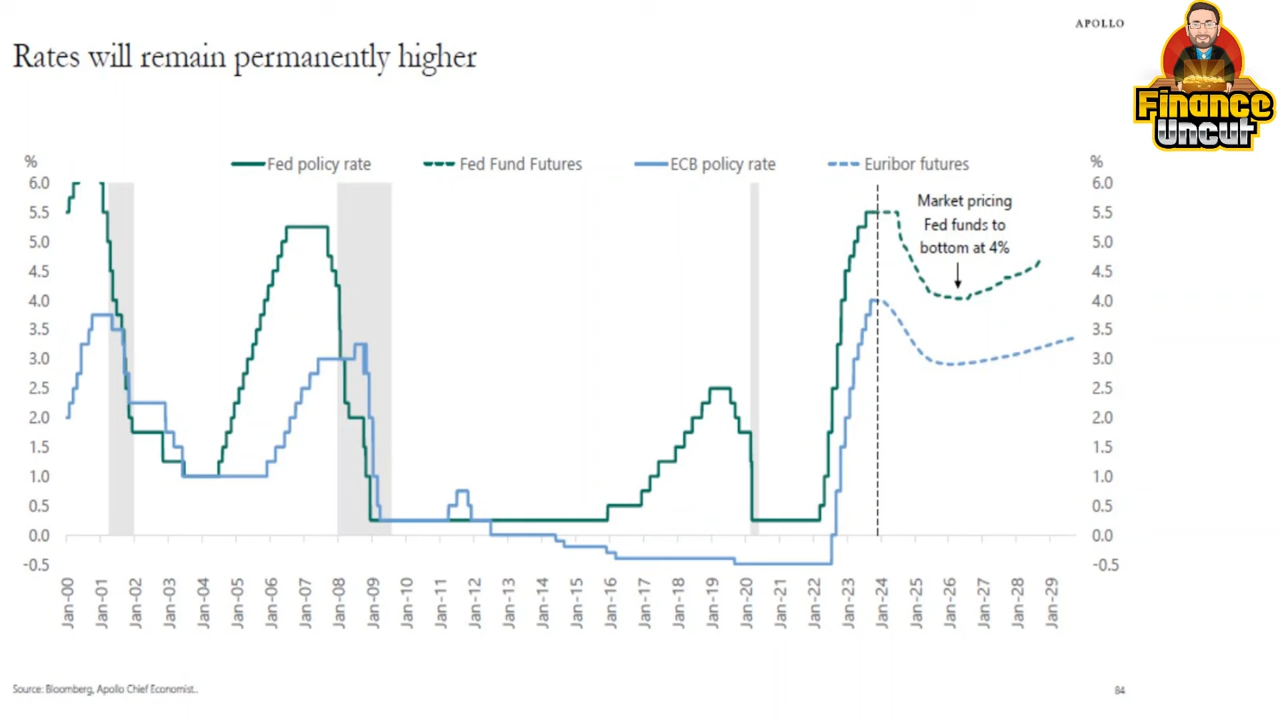 APOLLO
Finance
Uncut
Rates will remain permanently higher
Fed policy rate
Fed Fund Futures
ECB policy rate
Euribor futures
%
6.0
5.5
5.0
4.5
4.0
3.5
3.0
2.5
2.0
1.5
1.0
0.5
0.0
-0.5
Market pricing
Fed funds to
bottom at 4%
%
6.0
5.5
5.0
4.5
4.0
3.5
3.0
2.5
2.0
1.5
1.0
0.5
0.0
-0.5
Jan-00
Jan-01
Jan-02
Jan-03
Jan-04
Jan-05
Jan-06
Jan-07
Jan-08
Jan-09
Jan-10
Jan-11
Jan-12
Jan-13
Jan-14
Jan-15
Jan-16
Jan-17
Jan-18
Jan-19
Jan-20
Jan-21
Jan-22
Jan-23
Jan-24
Jan-25
Jan-26
Jan-27
Jan-28
Jan-29
Source: Bloomberg, Apollo Chief Economist..
84